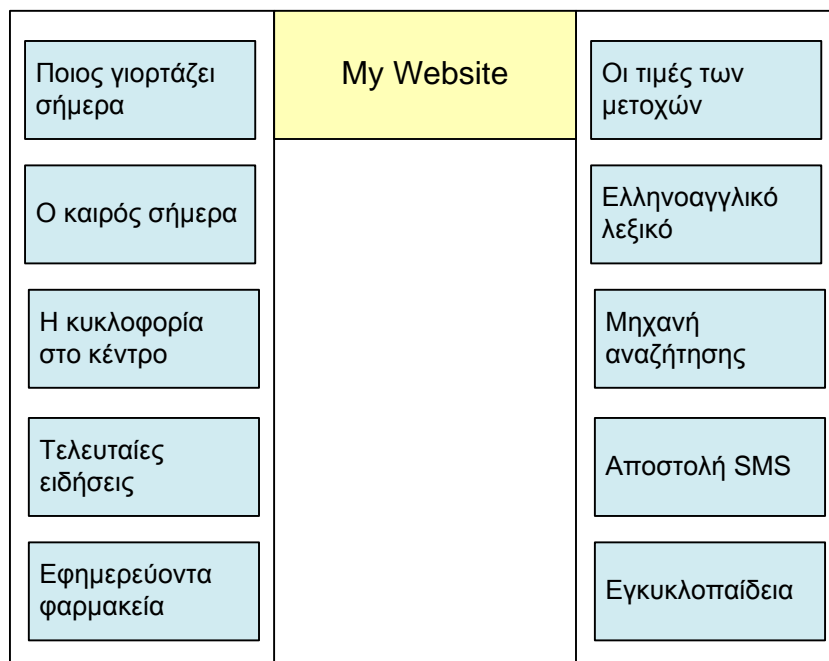 Ποιος γιορτάζει
σήμερα
Ο καιρός σήμερα
Η κυκλοφορία
στο κέντρο
Τελευταίες
ειδήσεις
Εφημερεύοντα
φαρμακεία
My Website
Οι τιμές των
μετοχών
Ελληνοαγγλικό
λεξικό
Μηχανή
αναζήτησης
Αποστολή SMS
Εγκυκλοπαίδεια